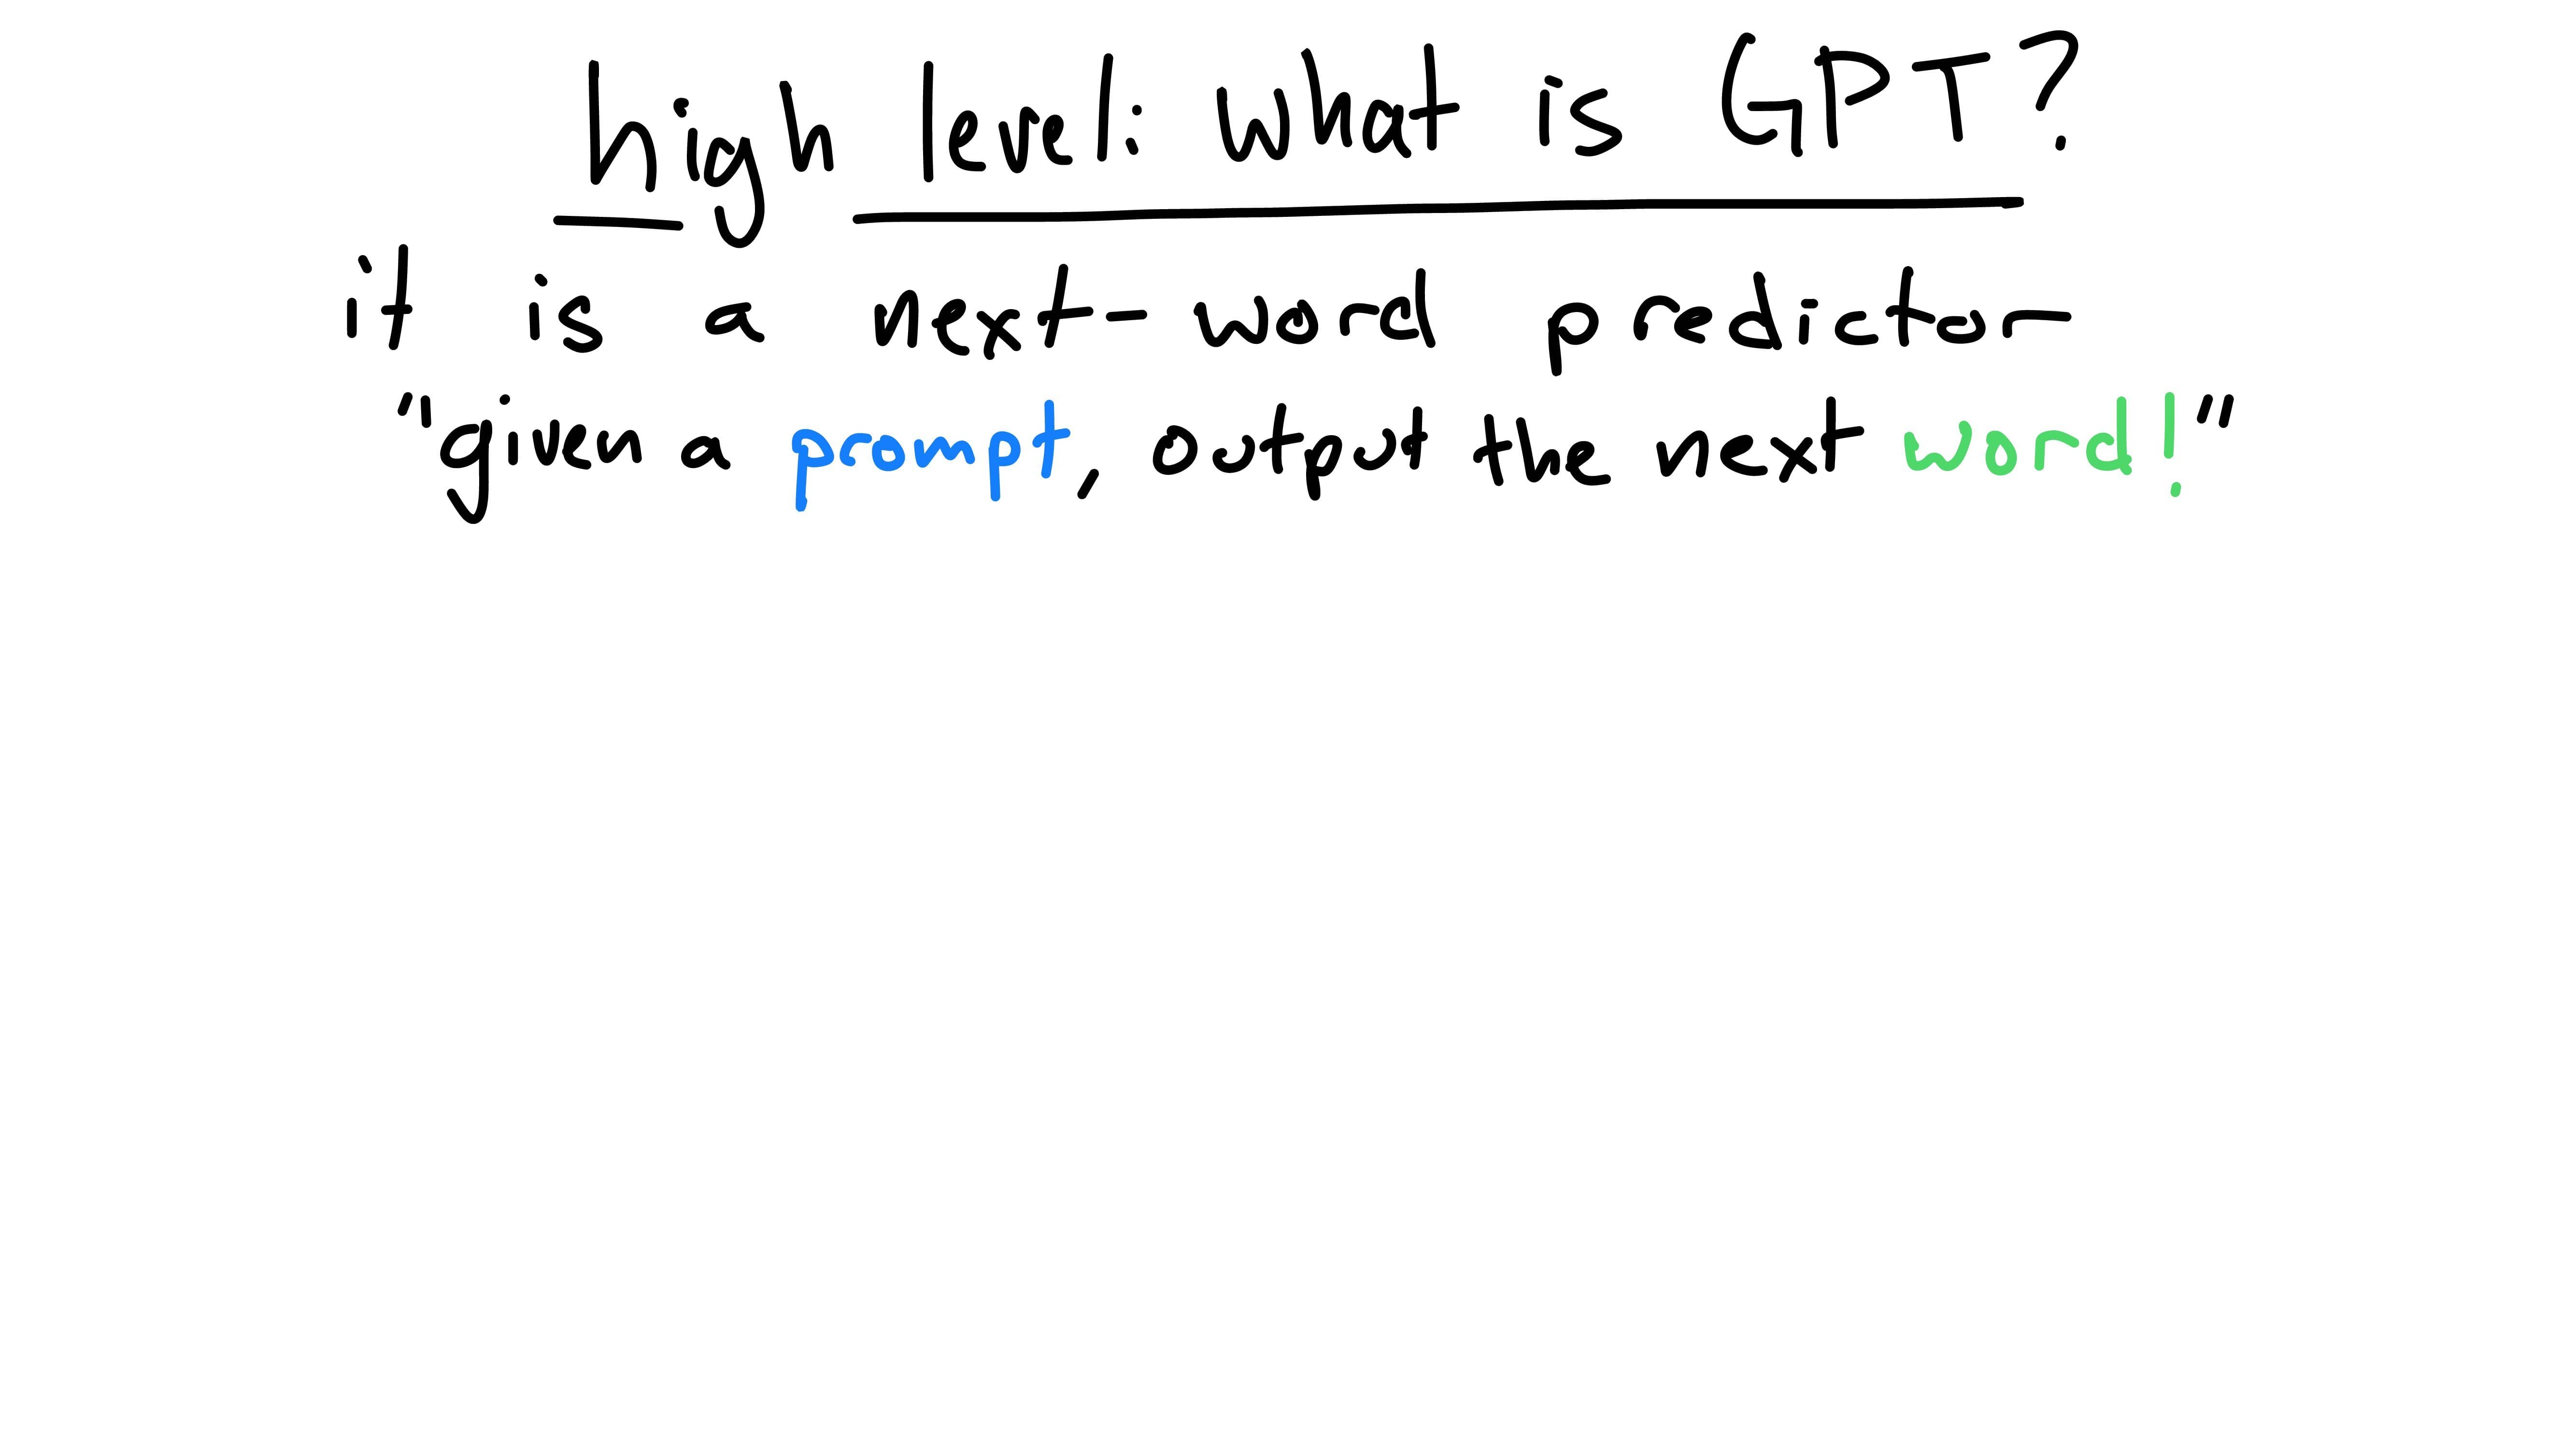 high level: what is GPT?
it is a next-word predictor
"given a prompt, output the next word!"